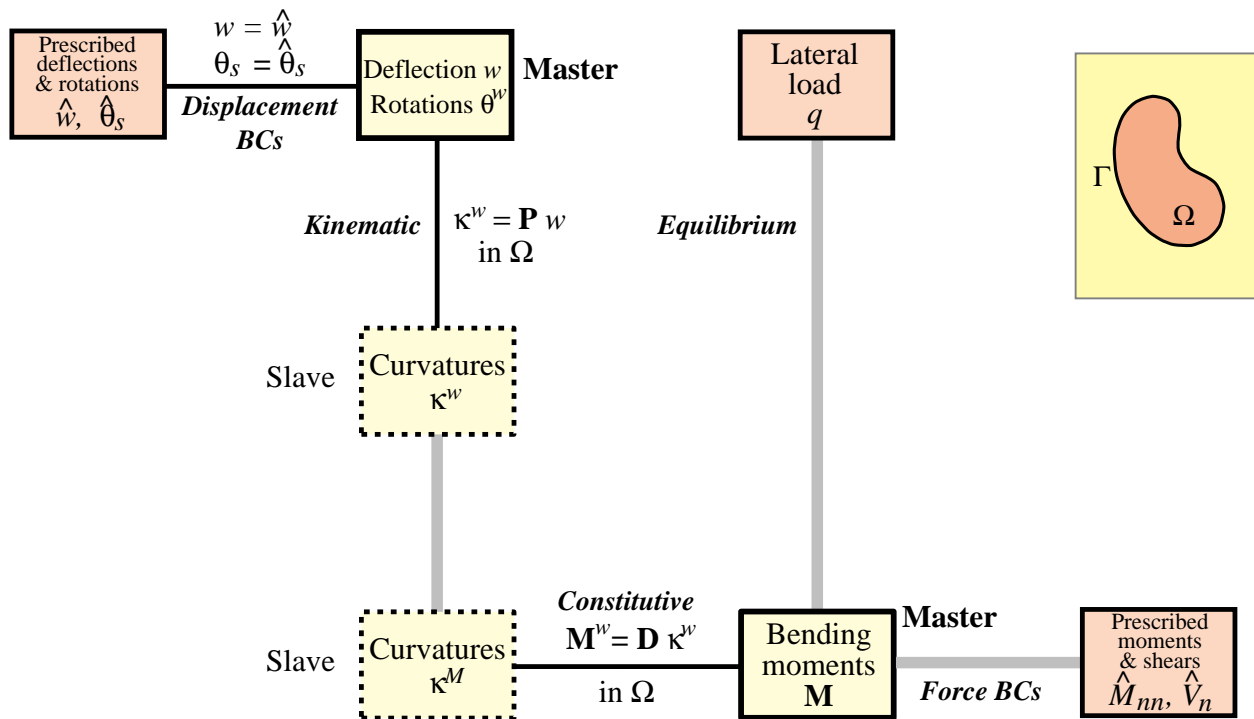 Prescribed
deflections
& rotations
ŵ, θ̂ₛ
w = ŵ
θₛ = θ̂ₛ
Displacement
BCs
Deflection w
Rotations θʷ
Master
Lateral
load
q
Γ
Ω
Kinematic
κʷ = P w
in Ω
Equilibrium
Slave
Curvatures
κʷ
Slave
Curvatures
κᴹ
Constitutive
Mʷ = D κʷ
in Ω
Bending
moments
M
Master
Force BCs
Prescribed
moments
& shears
M̂ₙₙ, V̂ₙ